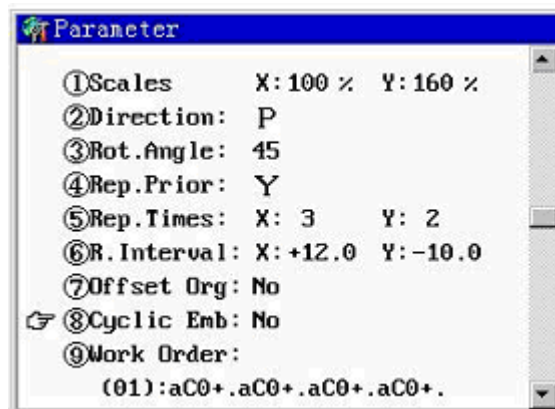 Parameter
①Scales X:100 % Y:160 %
②Direction: P
③Rot.Angle: 45
④Rep.Prior: Y
⑤Rep.Times: X: 3 Y: 2
⑥R.Interval: X:+12.0 Y:-10.0
⑦Offset Org: No
⑧Cyclic Emb: No
⑨Work Order:
(01):aC0+.aC0+.aC0+.aC0+.